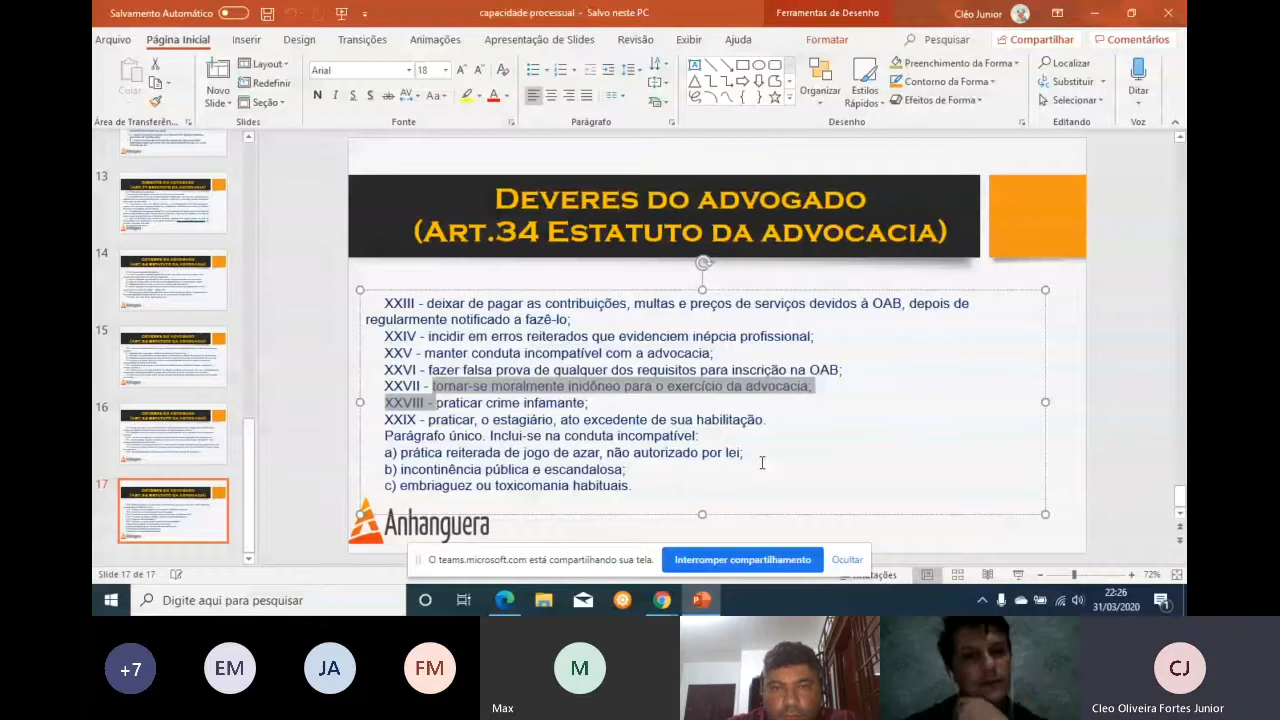 Salvamento Automático
capacidade processual - Salvo neste PC
Ferramentas de Desenho
Cléo Junior
Arquivo
Página Inicial
Inserir
Design
Transições
Animações
Apresentação de Slides
Revisão
Exibir
Ajuda
Formatar
Pesquisar
Compartilhar
Comentários
Colar
Novo
Slide
Layout
Redefinir
Seção
Arial
18
N I S S ab AV Aa A
Organizar
Estilos
Rápidos
Preenchimento da Forma
Contorno da Forma
Efeitos de Forma
Localizar
Substituir
Selecionar
Ditar
Área de Transferên...
Slides
Fonte
Parágrafo
Desenho
Editando
Voz
13
14
15
16
17
(Art.34 Estatuto da advocacia)
XXIII - deixar de pagar as contribuições, multas e preços de serviços devidos à OAB, depois de
regularmente notificado a fazê-lo;
XXIV - incidir em erros reiterados que evidenciem inépcia profissional;
XXV - manter conduta incompatível com a advocacia;
XXVI - fazer falsa prova de qualquer dos requisitos para inscrição na OAB;
XXVII - tornar-se moralmente inidôneo para o exercício da advocacia;
XXVIII - praticar crime infamante;
XXIX - praticar, o estagiário, ato excedente de sua habilitação.
Parágrafo único. Inclui-se na conduta incompatível:
a) prática reiterada de jogo de azar, não autorizado por lei;
b) incontinência pública e escandalosa;
c) embriaguez ou toxicomania habituais.
Anhanguera
O teams.microsoft.com está compartilhando sua tela.
Interromper compartilhamento
Ocultar
Slide 17 de 17
72%
Digite aqui para pesquisar
22:26
31/03/2020
1
+7
EM
JA
FM
M
CJ
Max
Cleo Oliveira Fortes Junior